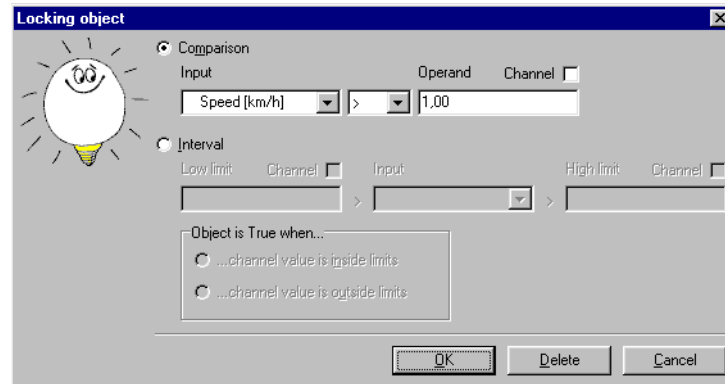 Locking object
Comparison
Input Operand Channel
Speed [km/h] > 1,00
Interval
Low limit Channel Input High limit Channel
> >
Object is True when...
...channel value is inside limits
...channel value is outside limits
OK Delete Cancel